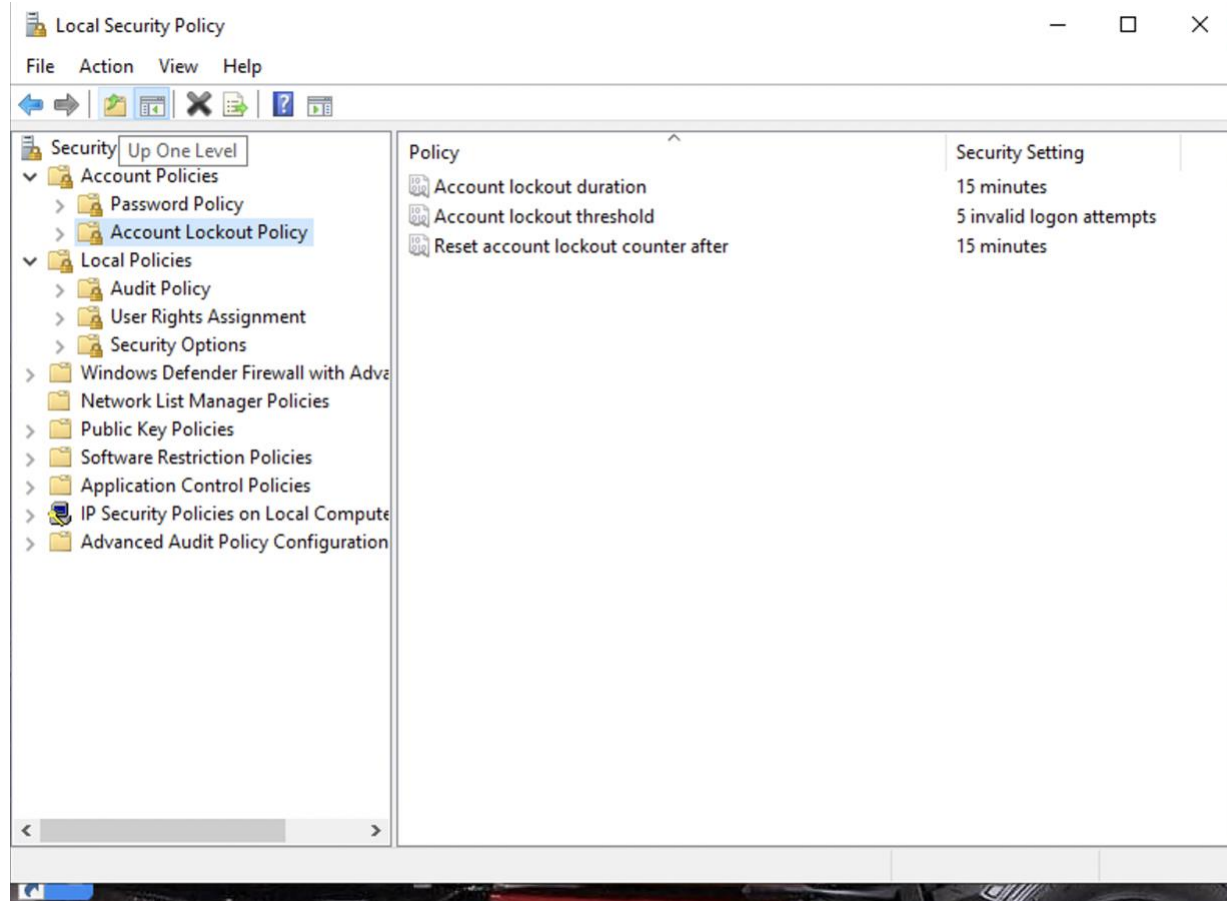 Local Security Policy
File Action View Help
Security
Up One Level
Account Policies
Password Policy
Account Lockout Policy
Local Policies
Audit Policy
User Rights Assignment
Security Options
Windows Defender Firewall with Adva
Network List Manager Policies
Public Key Policies
Software Restriction Policies
Application Control Policies
IP Security Policies on Local Compute
Advanced Audit Policy Configuration
Policy Security Setting
Account lockout duration 15 minutes
Account lockout threshold 5 invalid logon attempts
Reset account lockout counter after 15 minutes